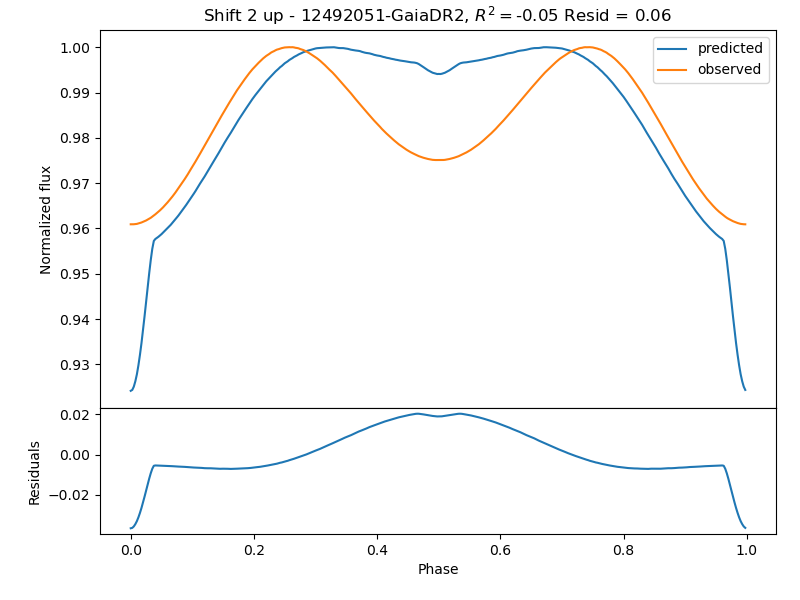 Shift 2 up - 12492051-GaiaDR2, R² = -0.05 Resid = 0.06
predicted
observed
Normalized flux
1.00
0.99
0.98
0.97
0.96
0.95
0.94
0.93
Residuals
0.02
0.00
−0.02
0.0
0.2
0.4
0.6
0.8
1.0
Phase